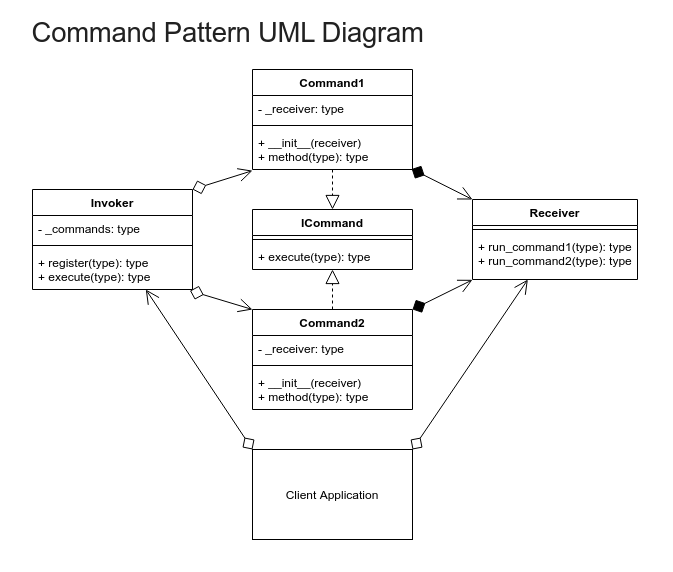 Command Pattern UML Diagram
Command1
- _receiver: type
+ __init__(receiver)
+ method(type): type
Invoker
- _commands: type
+ register(type): type
+ execute(type): type
ICommand
+ execute(type): type
Receiver
+ run_command1(type): type
+ run_command2(type): type
Command2
- _receiver: type
+ __init__(receiver)
+ method(type): type
Client Application